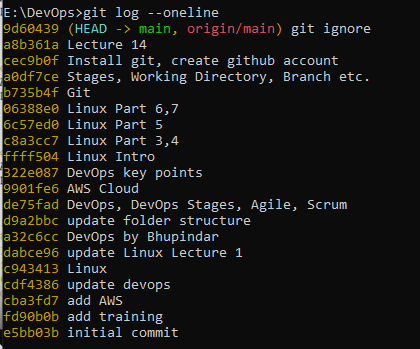 E:\DevOps>git log --oneline
9d60439 (HEAD -> main, origin/main) git ignore
a8b361a Lecture 14
cec9b0f Install git, create github account
a0df7ce Stages, Working Directory, Branch etc.
b735b4f Git
06388e0 Linux Part 6,7
6c57ed0 Linux Part 5
c8a3cc7 Linux Part 3,4
ffff504 Linux Intro
322e087 DevOps key points
9901fe6 AWS Cloud
de75fad DevOps, DevOps Stages, Agile, Scrum
d9a2bbc update folder structure
a32c6cc DevOps by Bhupindar
dabce96 update Linux Lecture 1
c943413 Linux
cdf4386 update devops
cba3fd7 add AWS
fd90b0b add training
e5bb03b initial commit